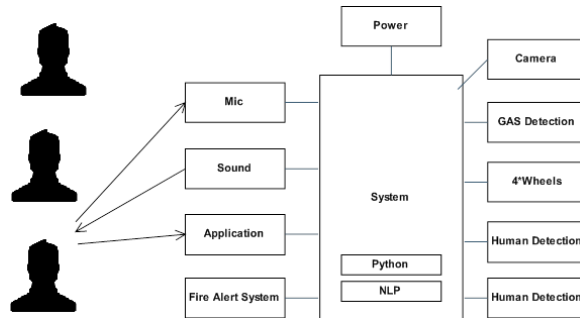 Power
Camera
Mic
GAS Detection
Sound
4*Wheels
System
Application
Human Detection
Python
Fire Alert System
NLP
Human Detection